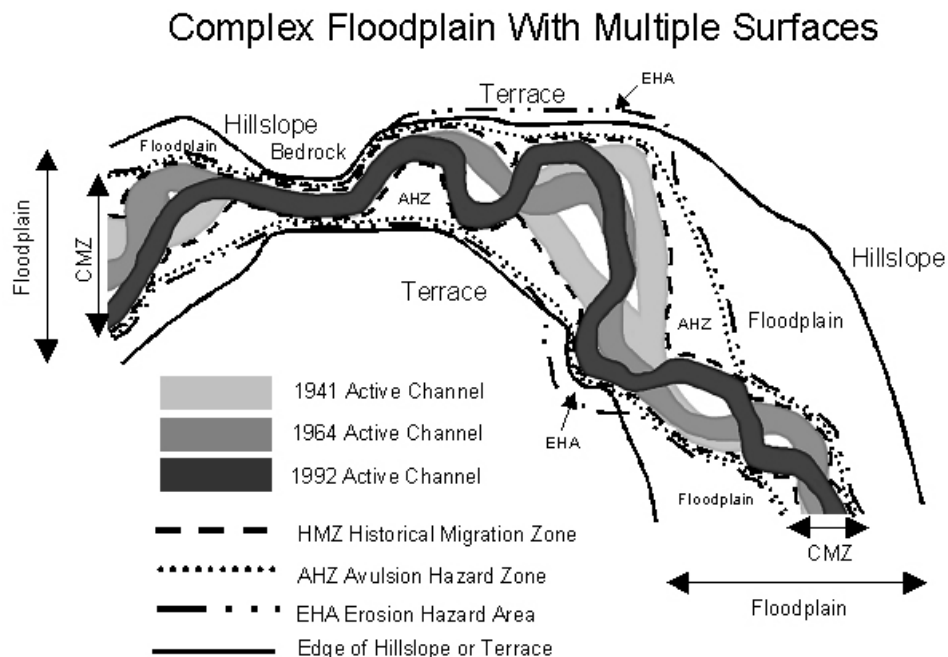 Complex Floodplain With Multiple Surfaces
EHA
Terrace
Hillslope
Floodplain
Bedrock
AHZ
Floodplain
CMZ
Hillslope
Terrace
AHZ
Floodplain
1941 Active Channel
1964 Active Channel
EHA
1992 Active Channel
Floodplain
HMZ Historical Migration Zone
CMZ
AHZ Avulsion Hazard Zone
EHA Erosion Hazard Area
Floodplain
Edge of Hillslope or Terrace